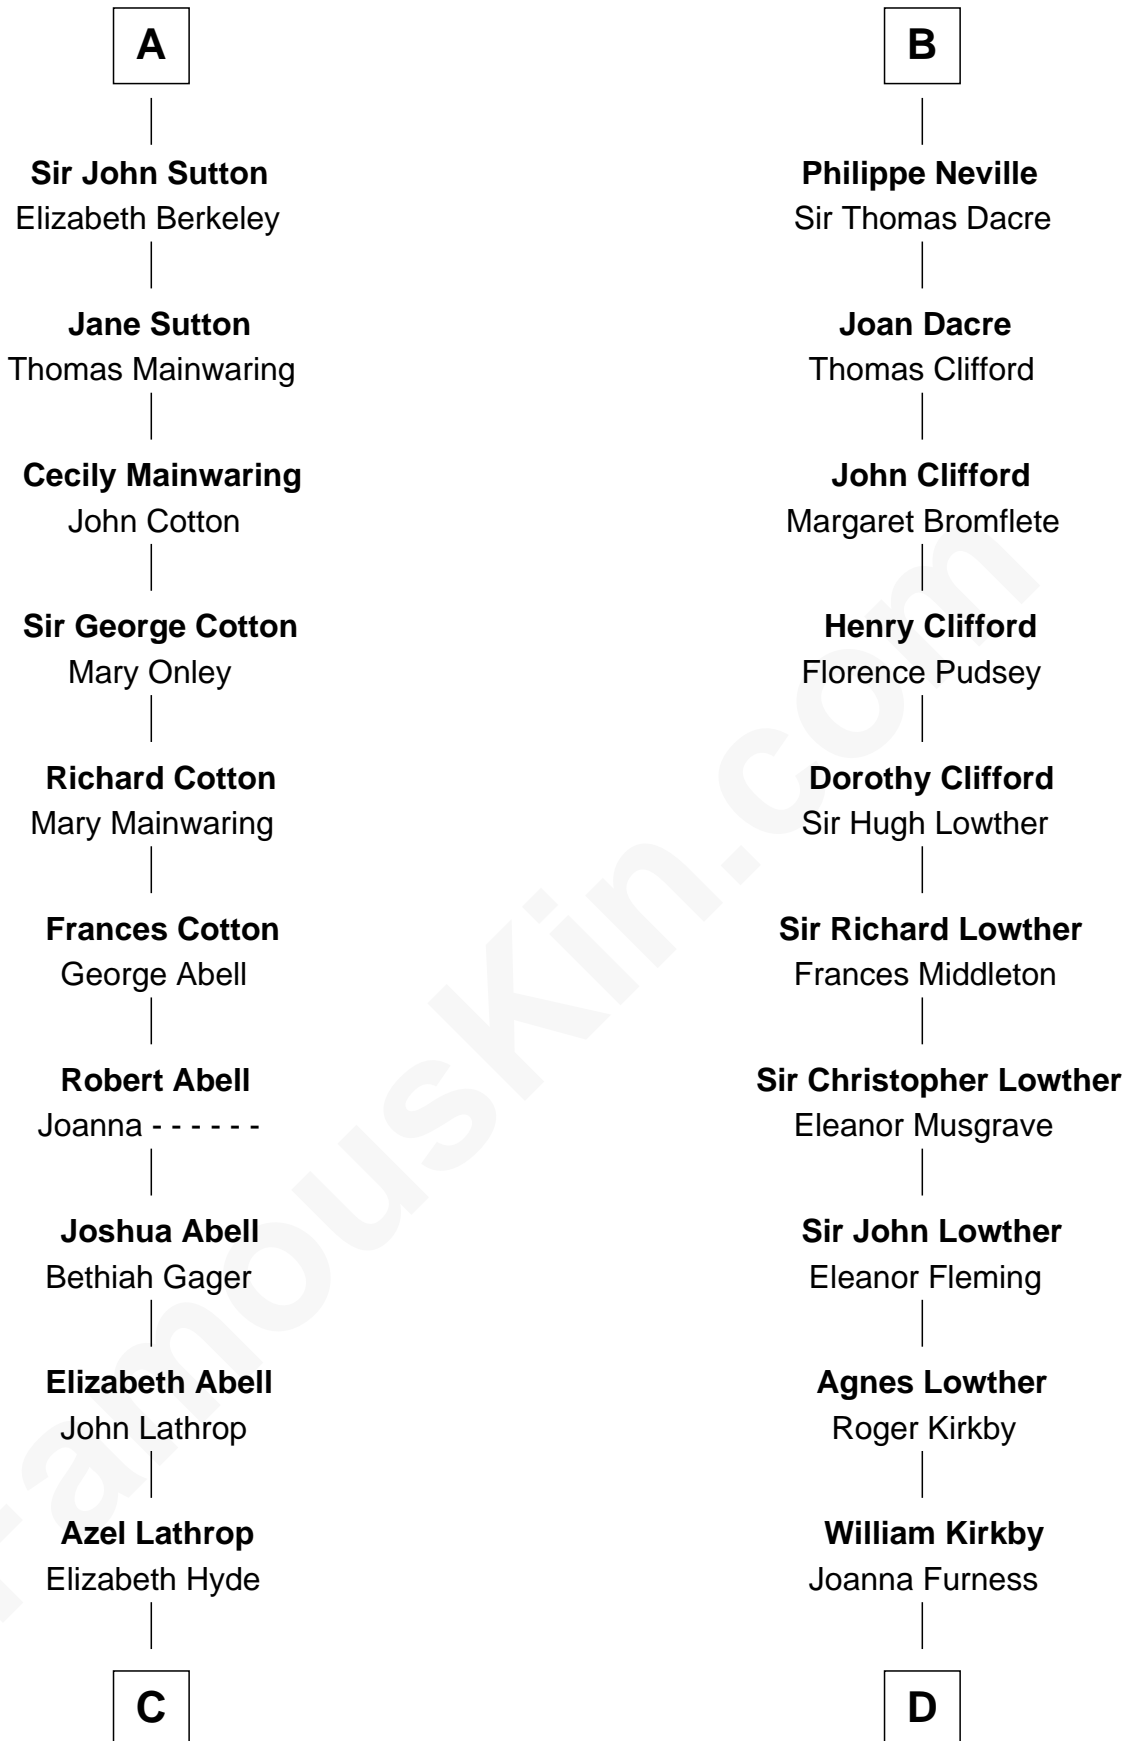 A
Sir John Sutton
Elizabeth Berkeley
Jane Sutton
Thomas Mainwaring
Cecily Mainwaring
John Cotton
Sir George Cotton
Mary Onley
Richard Cotton
Mary Mainwaring
Frances Cotton
George Abell
Robert Abell
Joanna - - - - - -
Joshua Abell
Bethiah Gager
Elizabeth Abell
John Lathrop
Azel Lathrop
Elizabeth Hyde
C
B
Philippe Neville
Sir Thomas Dacre
Joan Dacre
Thomas Clifford
John Clifford
Margaret Bromflete
Henry Clifford
Florence Pudsey
Dorothy Clifford
Sir Hugh Lowther
Sir Richard Lowther
Frances Middleton
Sir Christopher Lowther
Eleanor Musgrave
Sir John Lowther
Eleanor Fleming
Agnes Lowther
Roger Kirkby
William Kirkby
Joanna Furness
D
FamousKin.com